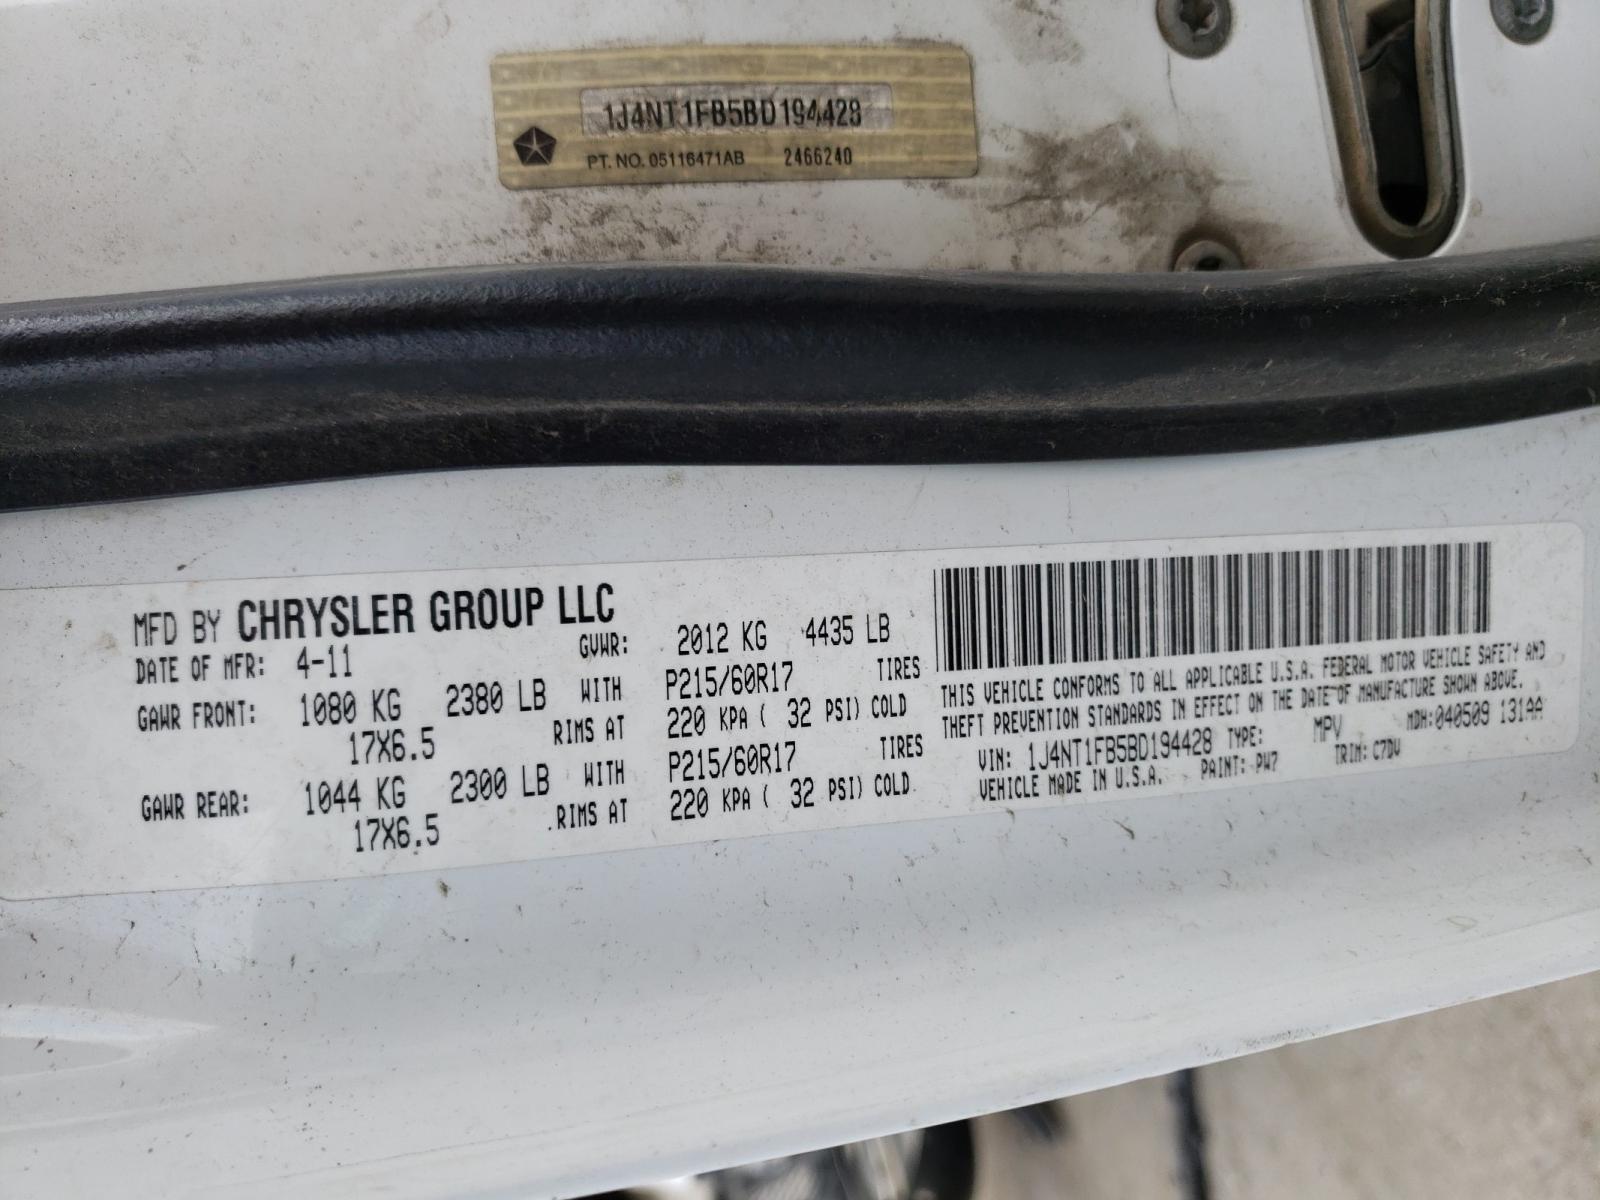 1J4NT1FB5BD194428
PT. NO. 05116471AB 2466240
MFD BY CHRYSLER GROUP LLC
DATE OF MFR: 4-11 GVWR: 2012 KG 4435 LB
GAWR FRONT: 1080 KG 2380 LB WITH P215/60R17 TIRES
17X6.5 RIMS AT 220 KPA ( 32 PSI) COLD
GAWR REAR: 1044 KG 2300 LB WITH P215/60R17 TIRES
17X6.5 RIMS AT 220 KPA ( 32 PSI) COLD
THIS VEHICLE CONFORMS TO ALL APPLICABLE U.S.A. FEDERAL MOTOR VEHICLE SAFETY AND
THEFT PREVENTION STANDARDS IN EFFECT ON THE DATE OF MANUFACTURE SHOWN ABOVE.
VIN: 1J4NT1FB5BD194428 TYPE: MPV MDH:040509 131AA
VEHICLE MADE IN U.S.A. PAINT: PW7 TRIM: C7DV